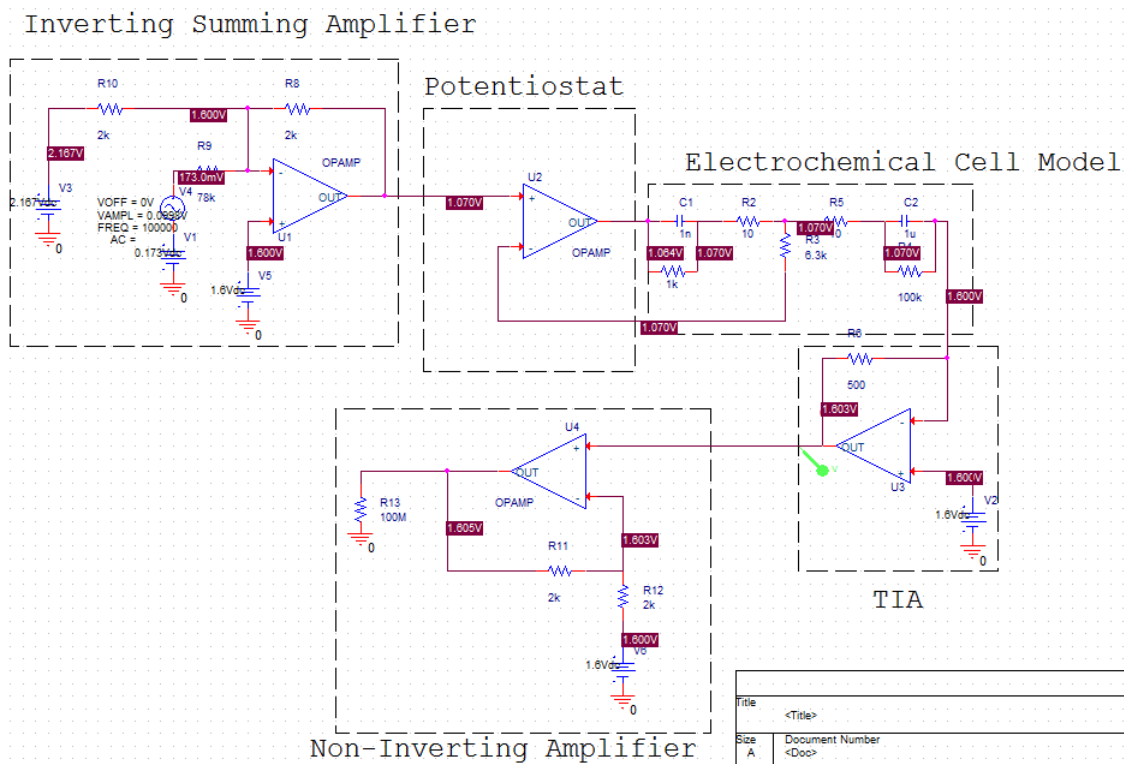 Inverting Summing Amplifier
Potentiostat
Electrochemical Cell Model
R10
2k
R8
2k
1.600V
2.167V
R9
173.0mV
78k
V3
2.167Vdc
0
V4
VOFF = 0V
VAMPL = 0.0998V
FREQ = 100000
AC =
V1
0.173Vdc
0
OPAMP
-
+
OUT
U1
1.600V
V5
1.6Vdc
0
1.070V
U2
+
-
OUT
OPAMP
C1
1n
1.064V
1.070V
1k
R2
10
R3
6.3k
1.070V
R5
C2
1u
1.070V
100k
1.600V
1.070V
R6
500
1.603V
-
+
OUT
U3
1.600V
V2
1.6Vdc
0
TIA
U4
+
-
OUT
OPAMP
R13
100M
0
1.605V
1.603V
R11
2k
R12
2k
1.600V
V6
1.6Vdc
0
Non-Inverting Amplifier
V
Title
<Title>
Size
A
Document Number
<Doc>